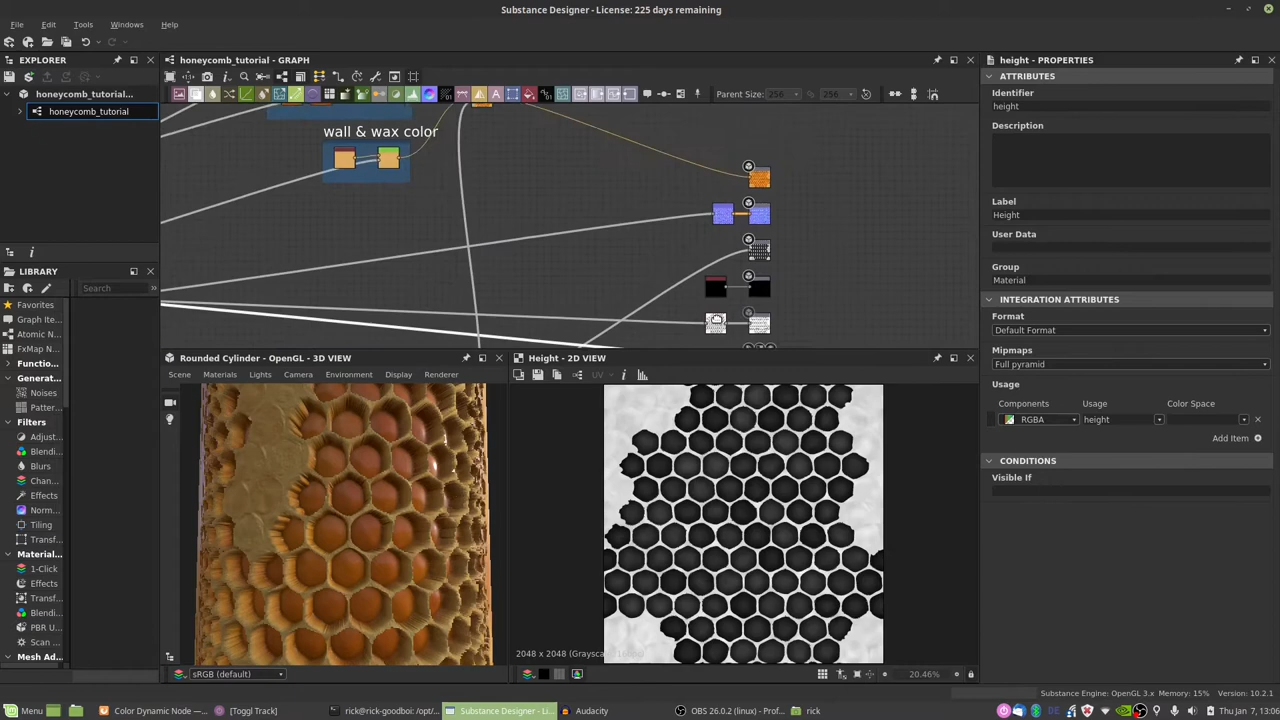 Substance Designer - License: 225 days remaining
File Edit Tools Windows Help
EXPLORER
honeycomb_tutorial...
honeycomb_tutorial
LIBRARY
Search
Favorites
Graph Ite...
Atomic N...
FxMap N...
Functio...
Generat...
Noises
Patter...
Filters
Adjust...
Blendi...
Blurs
Chan...
Effects
Norm...
Tiling
Transf...
Material...
1-Click
Effects
Transf...
Blendi...
PBR U...
Scan ...
Mesh Ad...
honeycomb_tutorial - GRAPH
Parent Size: 256 256
wall & wax color
Rounded Cylinder - OpenGL - 3D VIEW
Scene Materials Lights Camera Environment Display Renderer
sRGB (default)
Height - 2D VIEW
UV
2048 x 2048 (Grayscale, 16bpc)
20.46%
height - PROPERTIES
ATTRIBUTES
Identifier
height
Description
Label
Height
User Data
Group
Material
INTEGRATION ATTRIBUTES
Format
Default Format
Mipmaps
Full pyramid
Usage
Components Usage Color Space
RGBA height
Add Item
CONDITIONS
Visible If
Substance Engine: OpenGL 3.x Memory: 15% Version: 10.2.1
Menu Color Dynamic Node —... [Toggl Track] rick@rick-goodboi: /opt/... Substance Designer - Li... Audacity OBS 26.0.2 (linux) - Prof... rick DE Thu Jan 7, 13:06